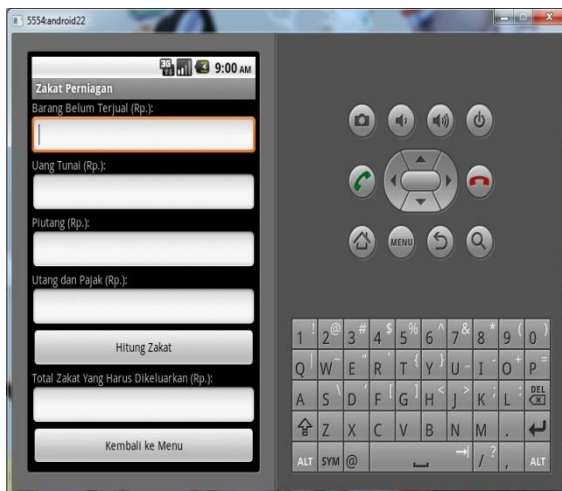 5554:android22
3G 9:00 AM
Zakat Perniagan
Barang Belum Terjual (Rp.):
Uang Tunai (Rp.):
Piutang (Rp.):
Utang dan Pajak (Rp.):
Hitung Zakat
Total Zakat Yang Harus Dikeluarkan (Rp.):
Kembali ke Menu
MENU
1 ! 2 @ 3 # 4 $ 5 % 6 ^ 7 & 8 * 9 ( 0 )
Q | W ~ E " R ` T { Y } U - I - O + P =
A S \ D ' F [ G ] H < J > K ; L : DEL
Z X C V B N M .
ALT SYM @ / ? , ALT